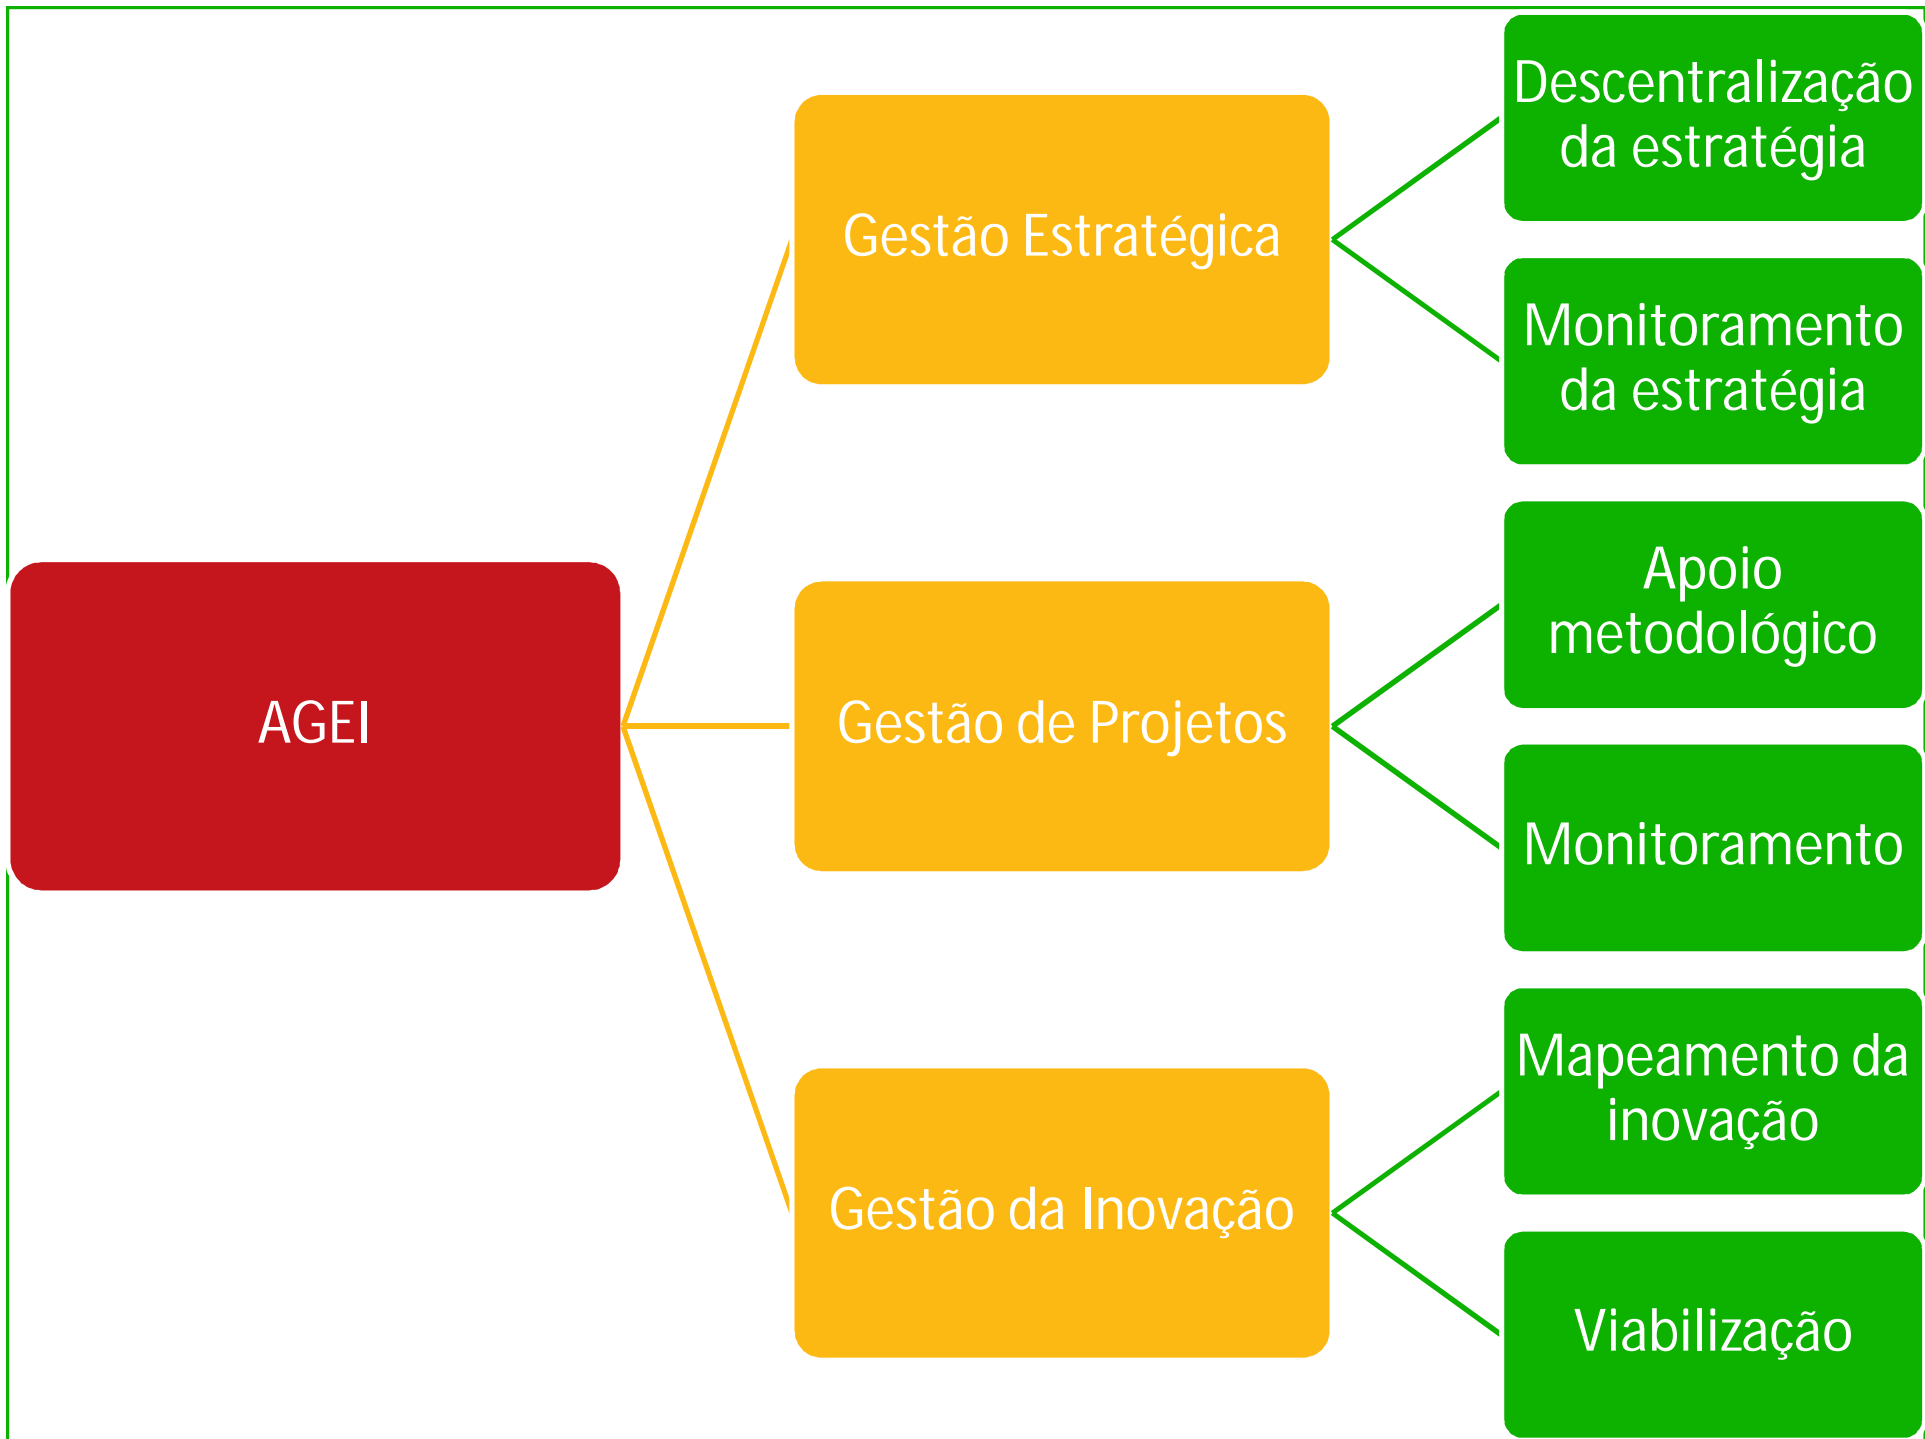 AGEI
Gestão Estratégica
Descentralização
da estratégia
Monitoramento
da estratégia
Gestão de Projetos
Apoio
metodológico
Monitoramento
Gestão da Inovação
Mapeamento da
inovação
Viabilização